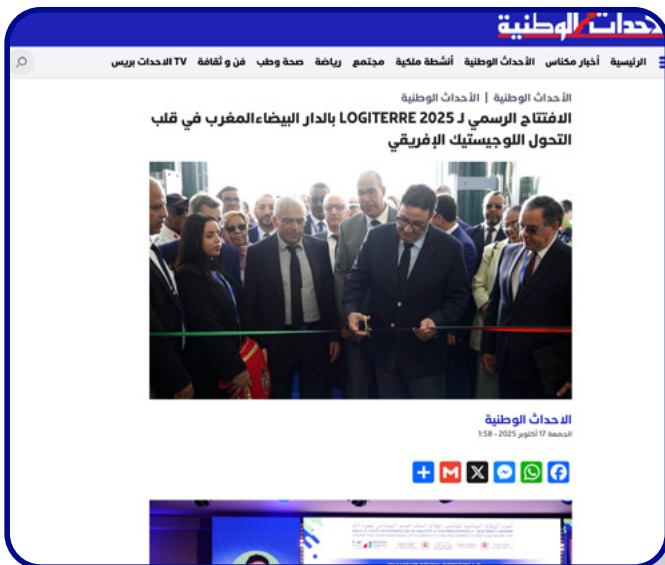 الاحداث الوطنية
الرئيسية أخبار مكناس الأحداث الوطنية أنشطة ملكية مجتمع رياضة صحة وطب فن و ثقافة TV الاحدات بريس
الأحداث الوطنية | الأحداث الوطنية
الافتتاح الرسمي لـ LOGITERRE 2025 بالدار البيضاءالمغرب في قلب
التحول اللوجيستيك الإفريقي
الاحداث الوطنية
الجمعة 17 أكتوبر 2025 - 1:58